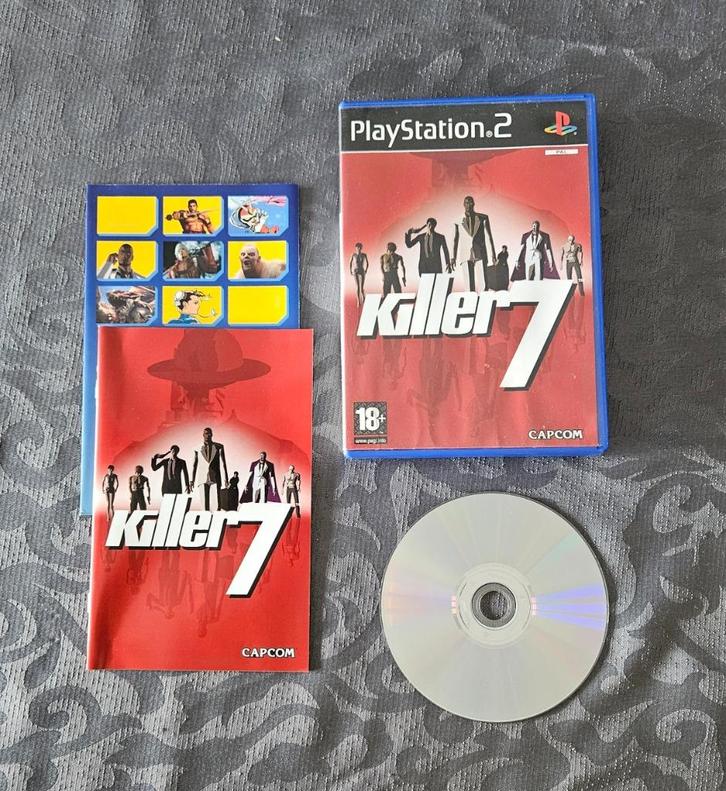 PlayStation.2
PAL
Killer7
18+
www.pegi.info
CAPCOM
Killer7
CAPCOM